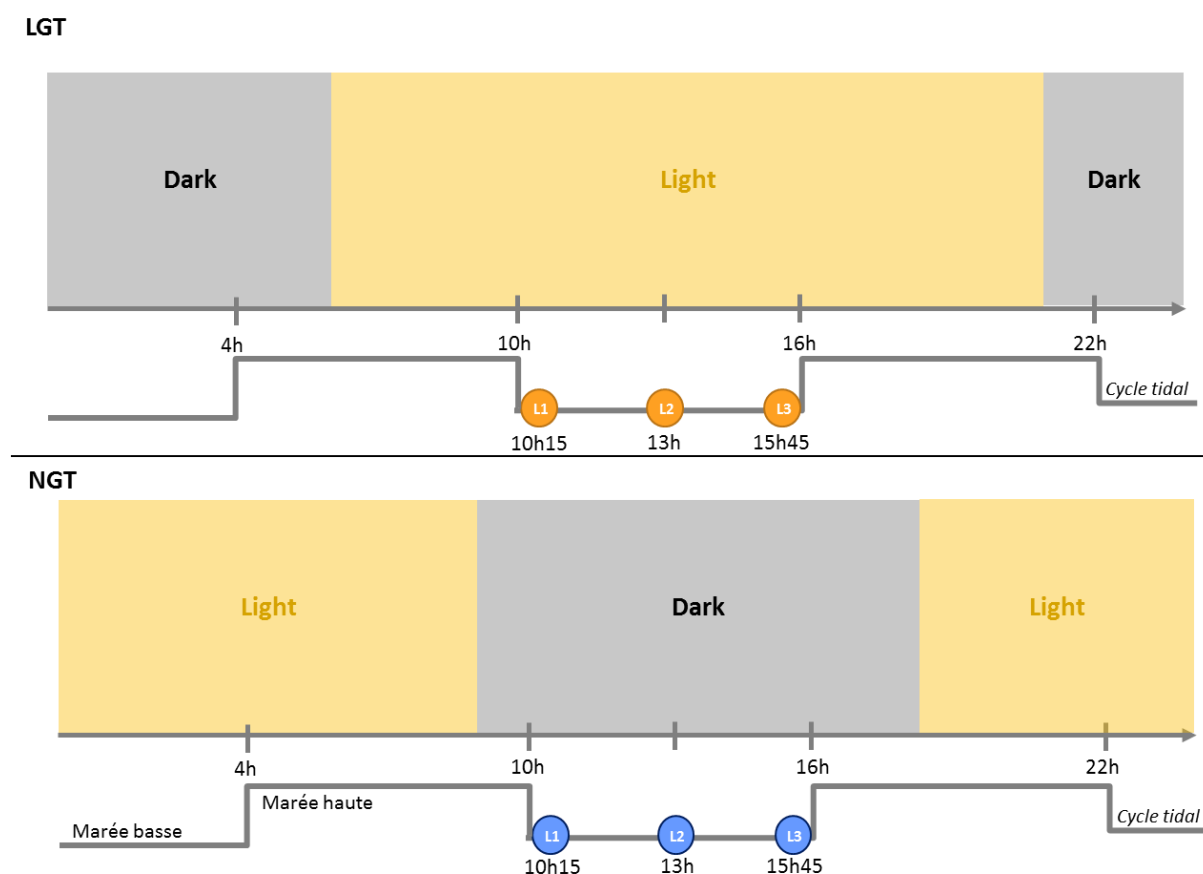 LGT
Dark
Light
Dark
4h
10h
16h
22h
Cycle tidal
L1
L2
L3
10h15
13h
15h45
NGT
Light
Dark
Light
4h
10h
16h
22h
Marée haute
Marée basse
Cycle tidal
L1
L2
L3
10h15
13h
15h45